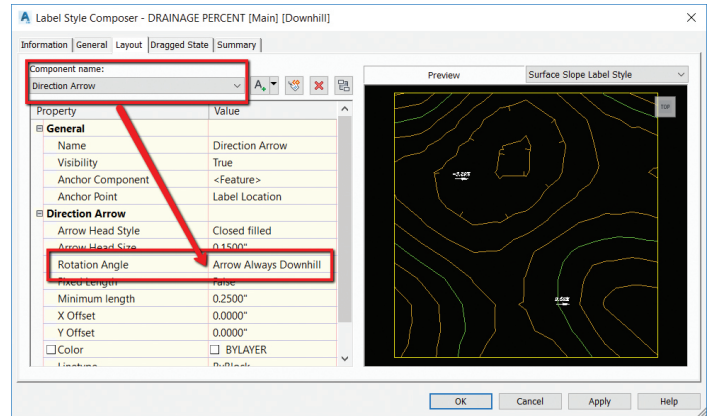 Label Style Composer - DRAINAGE PERCENT [Main] [Downhill]
Information General Layout Dragged State Summary
Component name:
Direction Arrow
Preview Surface Slope Label Style
Property Value
General
Name Direction Arrow
Visibility True
Anchor Component <Feature>
Anchor Point Label Location
Direction Arrow
Arrow Head Style Closed filled
Arrow Head Size 0.1500"
Rotation Angle Arrow Always Downhill
Fixed Length False
Minimum length 0.2500"
X Offset 0.0000"
Y Offset 0.0000"
Color BYLAYER
Linetype ByBlock
TOP
OK Cancel Apply Help